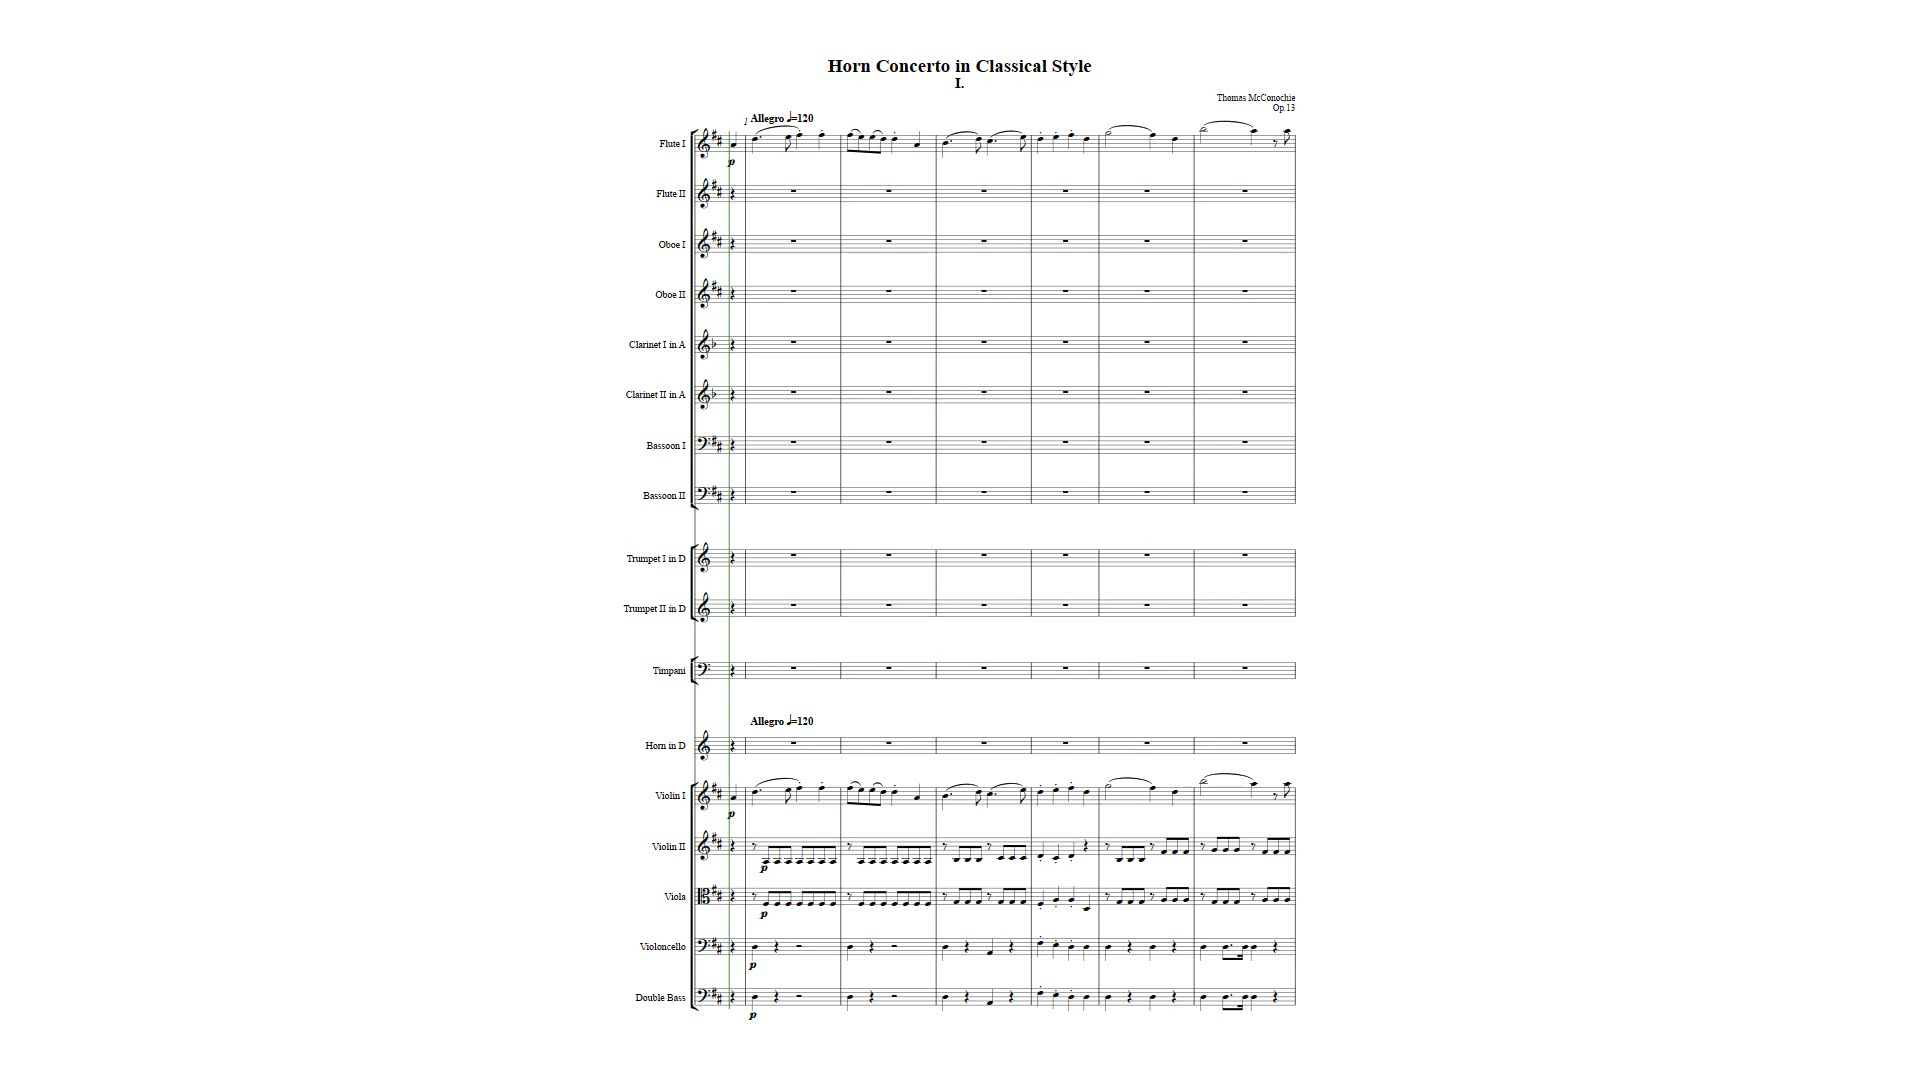 Horn Concerto in Classical Style
I.
Thomas McConochie
Op.13
1 Allegro ♩=120
Flute I
p
Flute II
Oboe I
Oboe II
Clarinet I in A
Clarinet II in A
Bassoon I
Bassoon II
Trumpet I in D
Trumpet II in D
Timpani
Allegro ♩=120
Horn in D
Violin I
p
Violin II
p
Viola
p
Violoncello
p
Double Bass
p